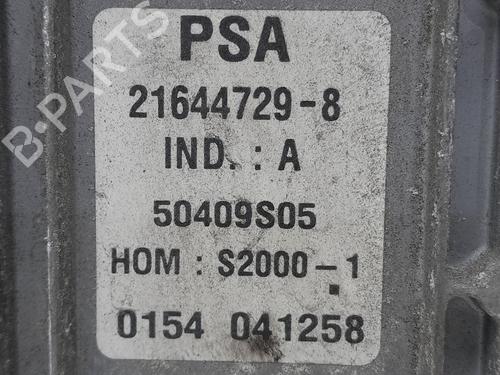 B-PARTS
PSA
21644729-8
IND. : A
50409S05
HOM : S2000-1
0154 041258